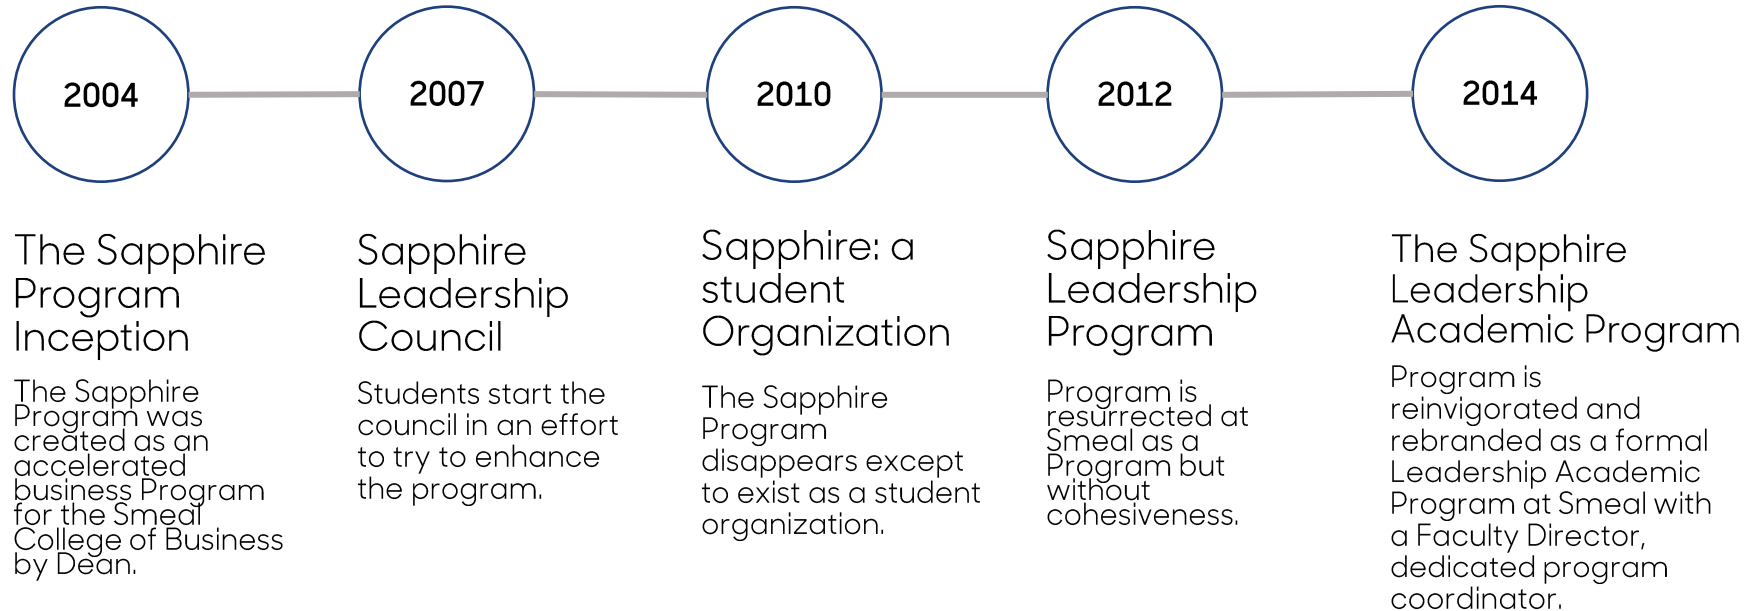 2004
2007
2010
2012
2014
The Sapphire
Program
Inception
The Sapphire
Program was
created as an
accelerated
business Program
for the Smeal
College of Business
by Dean.
Sapphire
Leadership
Council
Students start the
council in an effort
to try to enhance
the program.
Sapphire: a
student
Organization
The Sapphire
Program
disappears except
to exist as a student
organization.
Sapphire
Leadership
Program
Program is
resurrected at
Smeal as a
Program but
without
cohesiveness.
The Sapphire
Leadership
Academic Program
Program is
reinvigorated and
rebranded as a formal
Leadership Academic
Program at Smeal with
a Faculty Director,
dedicated program
coordinator.